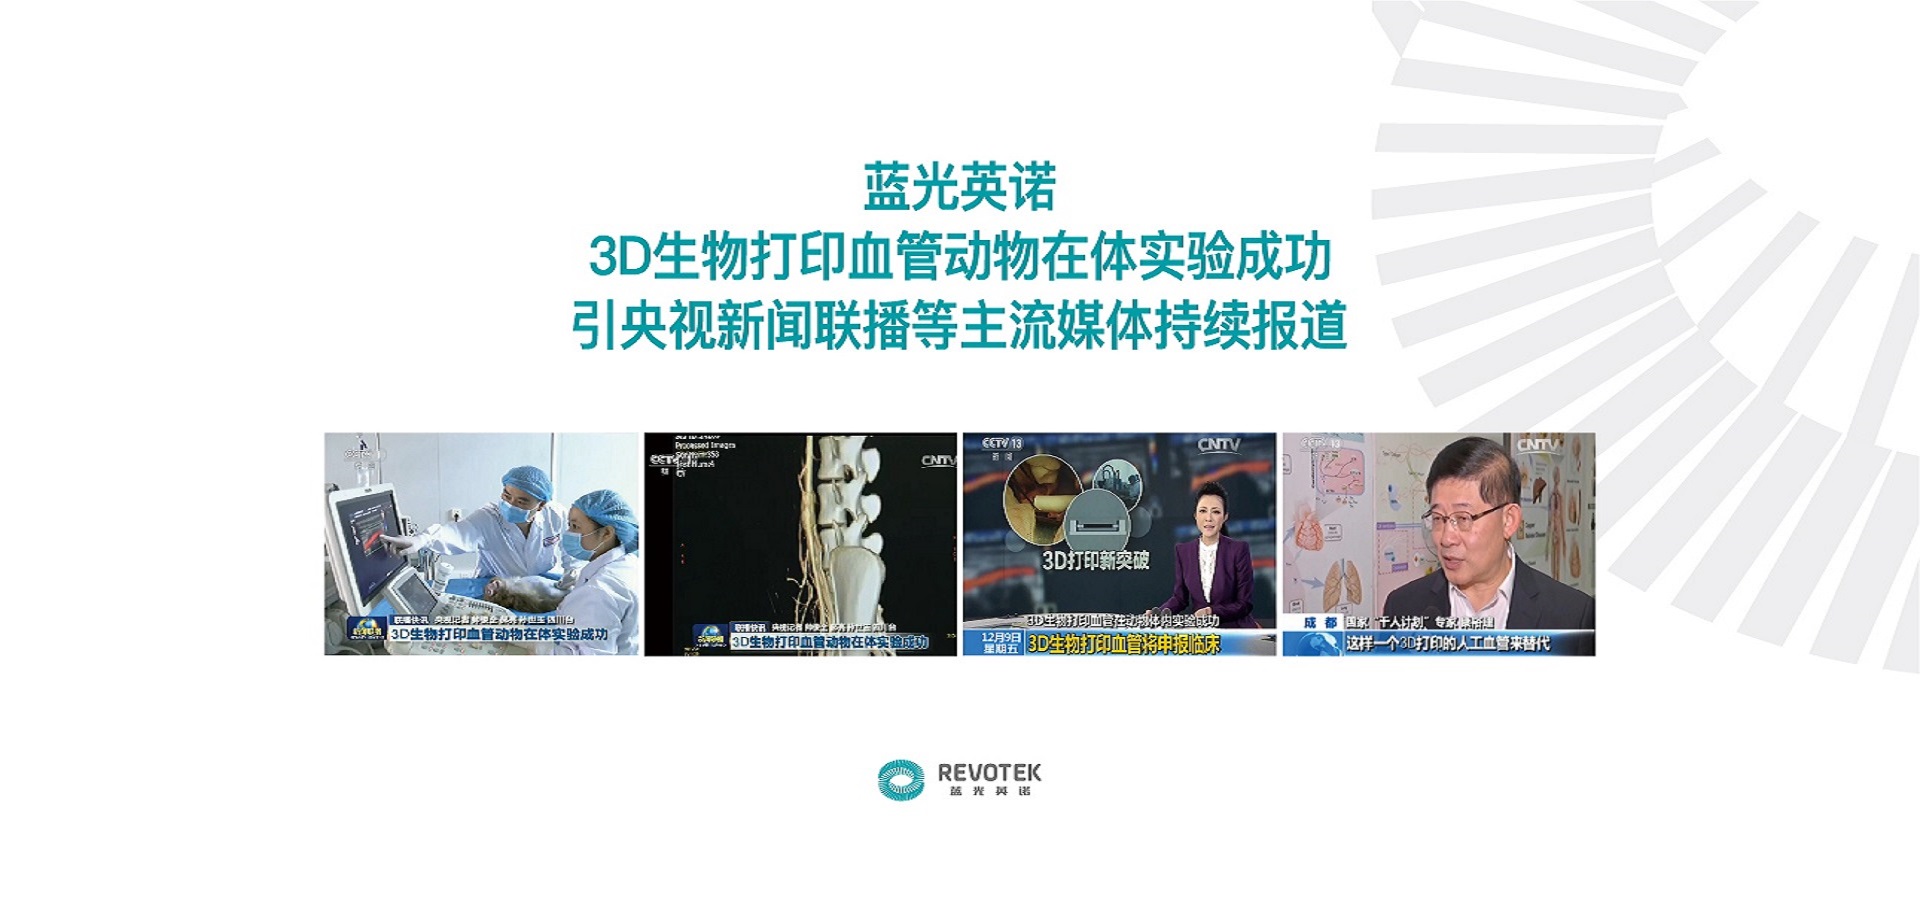 蓝光英诺
3D生物打印血管动物在体实验成功
引央视新闻联播等主流媒体持续报道
联播快讯
3D生物打印血管动物在体实验成功
Processed Images
CCTV
CNTV
联播快讯
3D生物打印血管动物在体实验成功
CCTV 13
新闻
CNTV
3D打印新突破
3D生物打印血管在动物体内实验成功
12月9日
星期五
3D生物打印血管将申报临床
CNTV
成都 国家“千人计划”专家
这样一个3D打印的人工血管来替代
REVOTEK
蓝光英诺